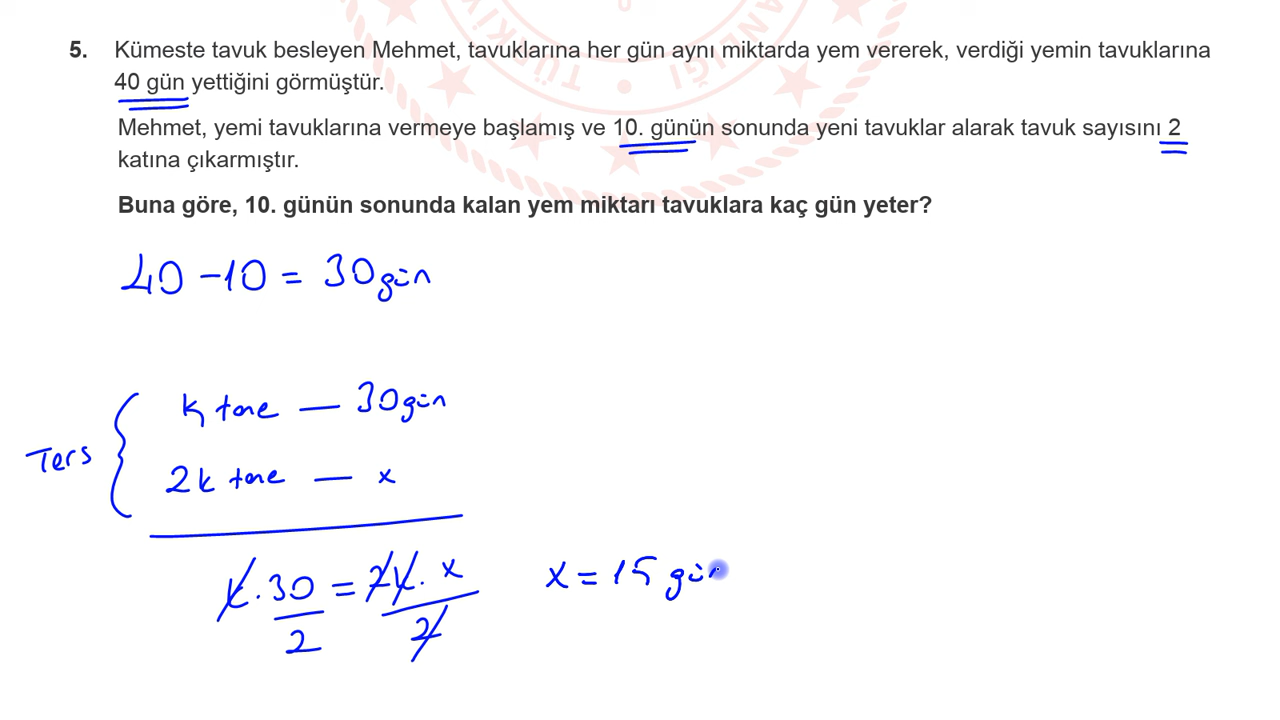 5. Kümeste tavuk besleyen Mehmet, tavuklarına her gün aynı miktarda yem vererek, verdiği yemin tavuklarına
40 gün yettiğini görmüştür.
Mehmet, yemi tavuklarına vermeye başlamış ve 10. günün sonunda yeni tavuklar alarak tavuk sayısını 2
katına çıkarmıştır.
Buna göre, 10. günün sonunda kalan yem miktarı tavuklara kaç gün yeter?
40 - 10 = 30 gün
k tane — 30 gün
Ters
2k tane — x
k . 30 = 2k . x x = 15 gün
2 2